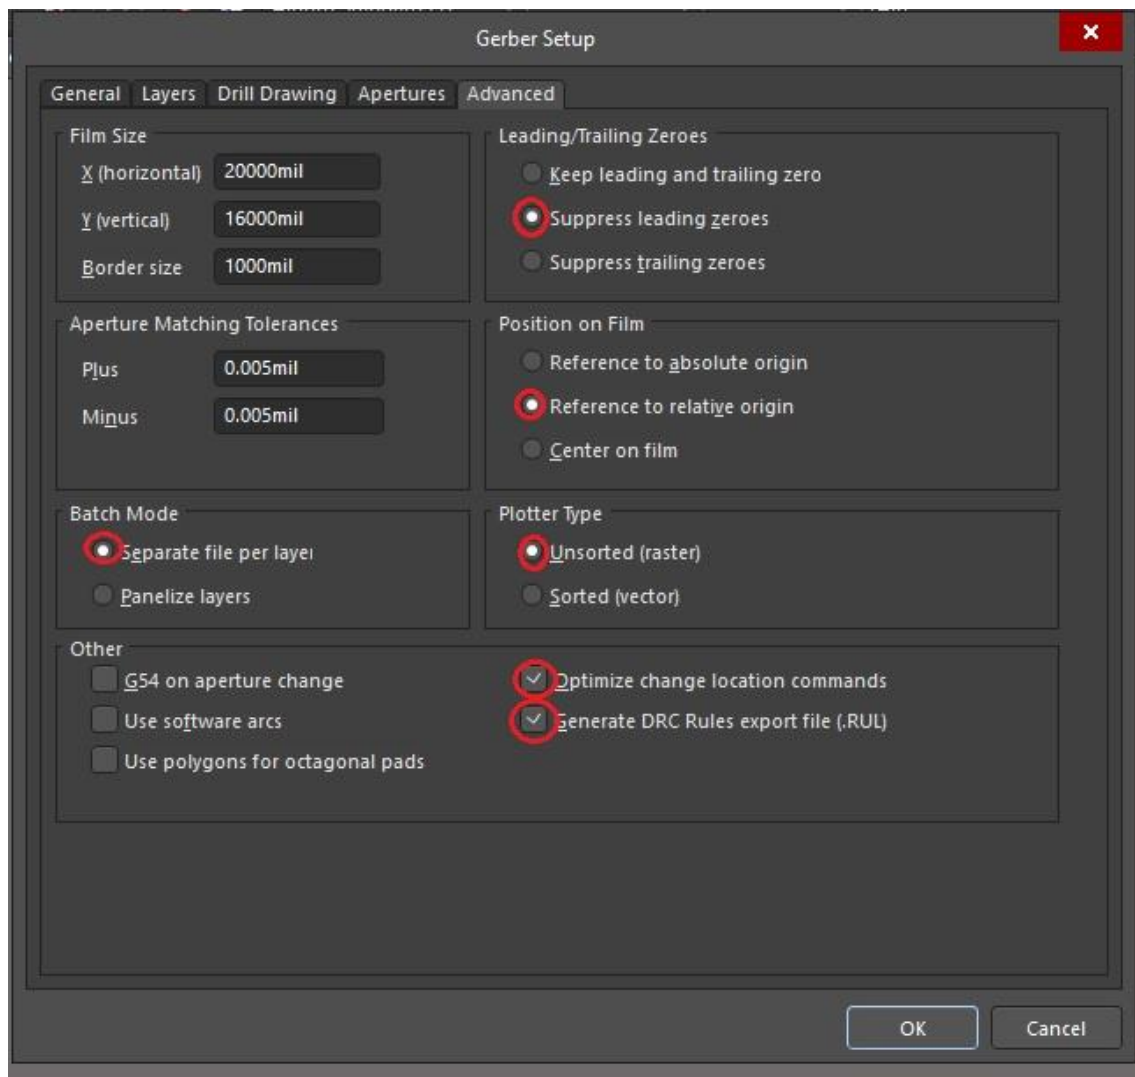 Gerber Setup
General Layers Drill Drawing Apertures Advanced
Film Size
X (horizontal) 20000mil
Y (vertical) 16000mil
Border size 1000mil
Leading/Trailing Zeroes
Keep leading and trailing zero
Suppress leading zeroes
Suppress trailing zeroes
Aperture Matching Tolerances
Plus 0.005mil
Minus 0.005mil
Position on Film
Reference to absolute origin
Reference to relative origin
Center on film
Batch Mode
Separate file per layer
Panelize layers
Plotter Type
Unsorted (raster)
Sorted (vector)
Other
G54 on aperture change
Use software arcs
Use polygons for octagonal pads
Optimize change location commands
Generate DRC Rules export file (.RUL)
OK Cancel